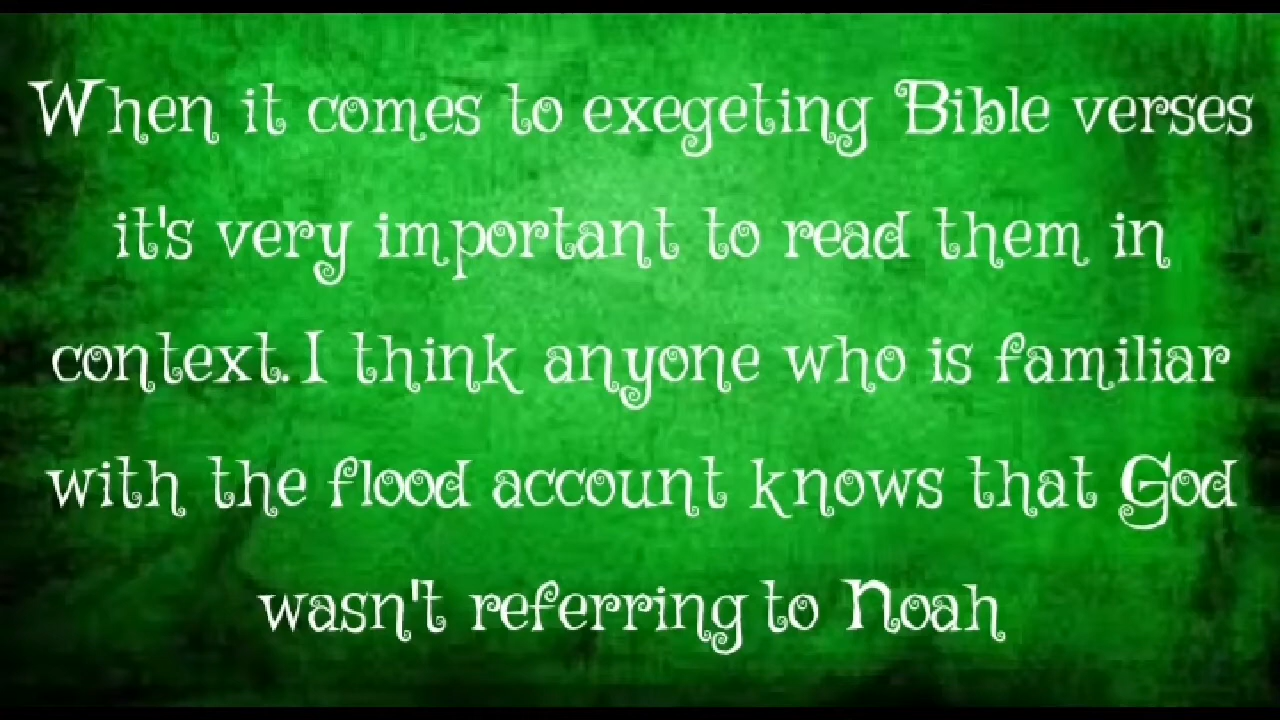 When it comes to exegeting Bible verses
it's very important to read them in
context. I think anyone who is familiar
with the flood account knows that God
wasn't referring to Noah